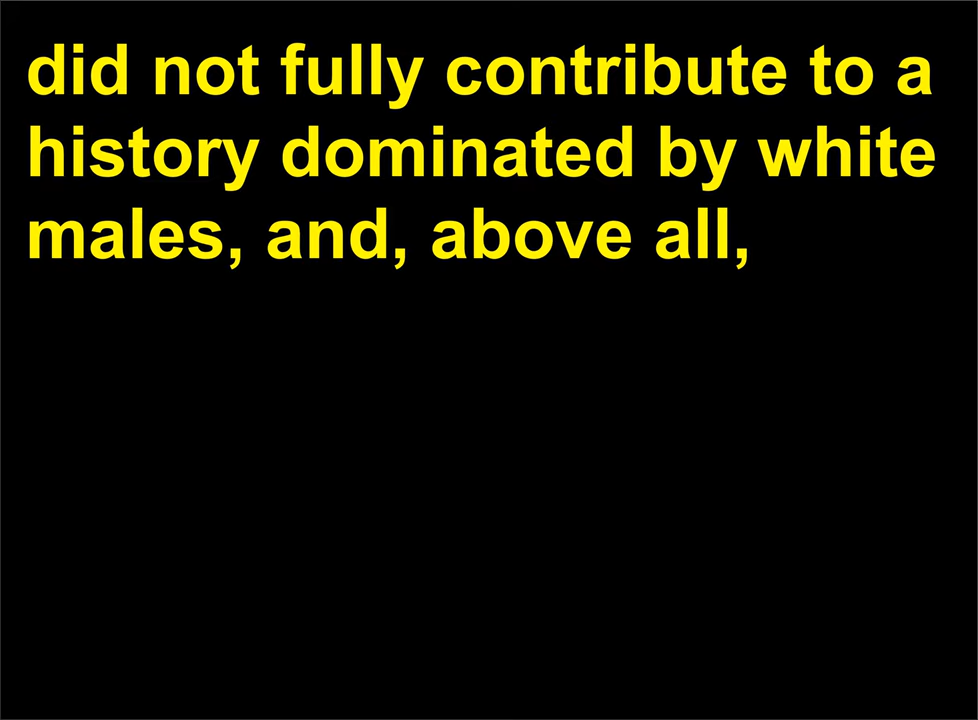 did not fully contribute to a
history dominated by white
males, and, above all,